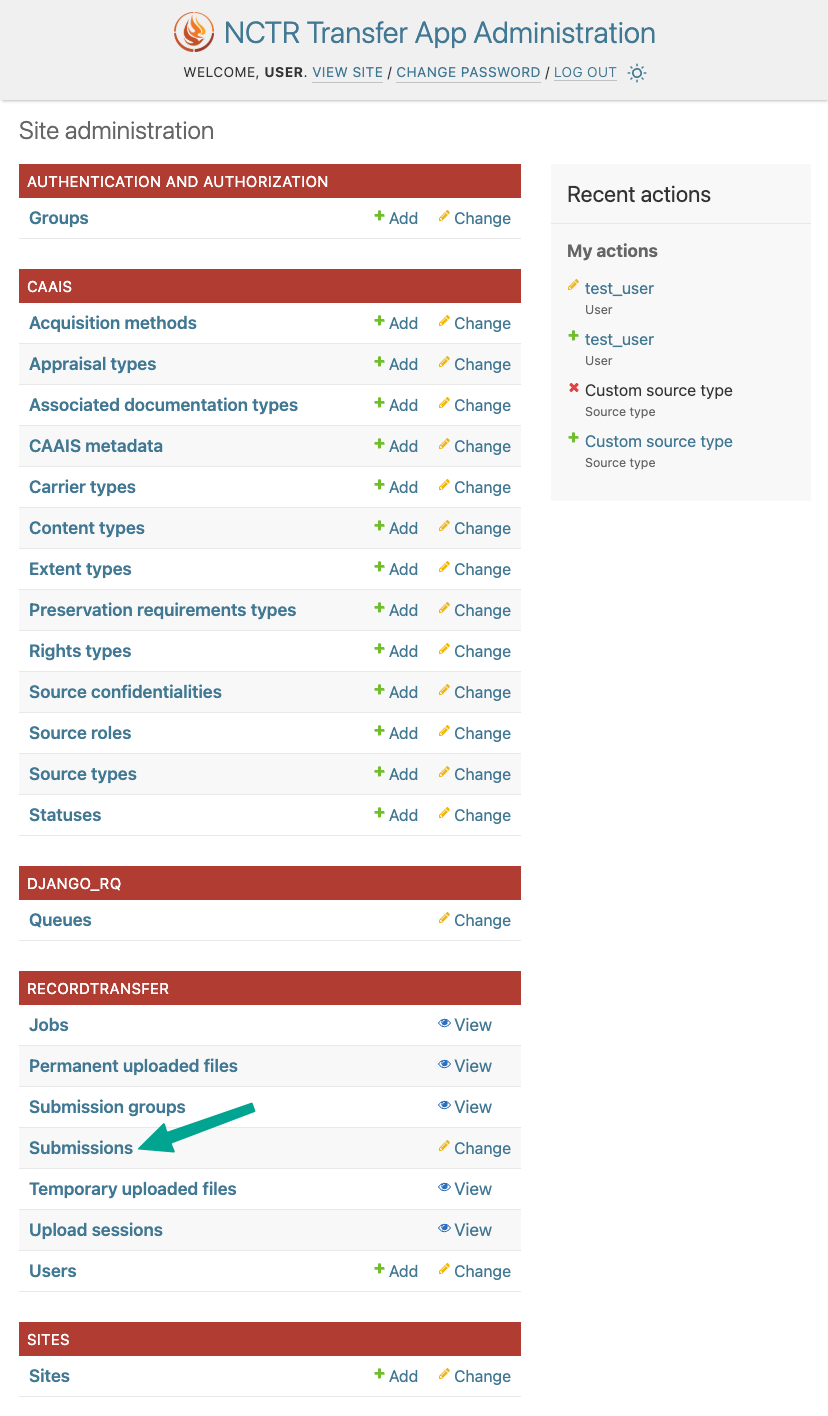 NCTR Transfer App Administration
WELCOME, USER. VIEW SITE / CHANGE PASSWORD / LOG OUT
Site administration
AUTHENTICATION AND AUTHORIZATION
Groups Add Change
CAAIS
Acquisition methods Add Change
Appraisal types Add Change
Associated documentation types Add Change
CAAIS metadata Add Change
Carrier types Add Change
Content types Add Change
Extent types Add Change
Preservation requirements types Add Change
Rights types Add Change
Source confidentialities Add Change
Source roles Add Change
Source types Add Change
Statuses Add Change
DJANGO_RQ
Queues Change
RECORDTRANSFER
Jobs View
Permanent uploaded files View
Submission groups View
Submissions Change
Temporary uploaded files View
Upload sessions View
Users Add Change
SITES
Sites Add Change
Recent actions
My actions
test_user
User
test_user
User
Custom source type
Source type
Custom source type
Source type